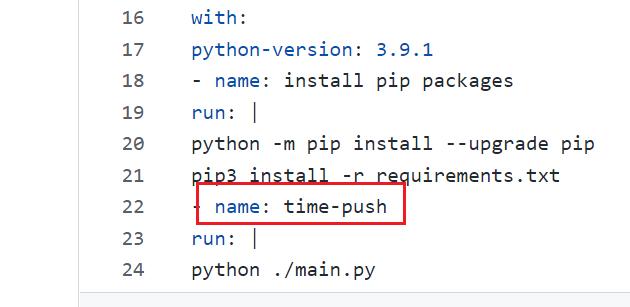 16 with:
17 python-version: 3.9.1
18 - name: install pip packages
19 run: |
20 python -m pip install --upgrade pip
21 pip3 install -r requirements.txt
22 - name: time-push
23 run: |
24 python ./main.py